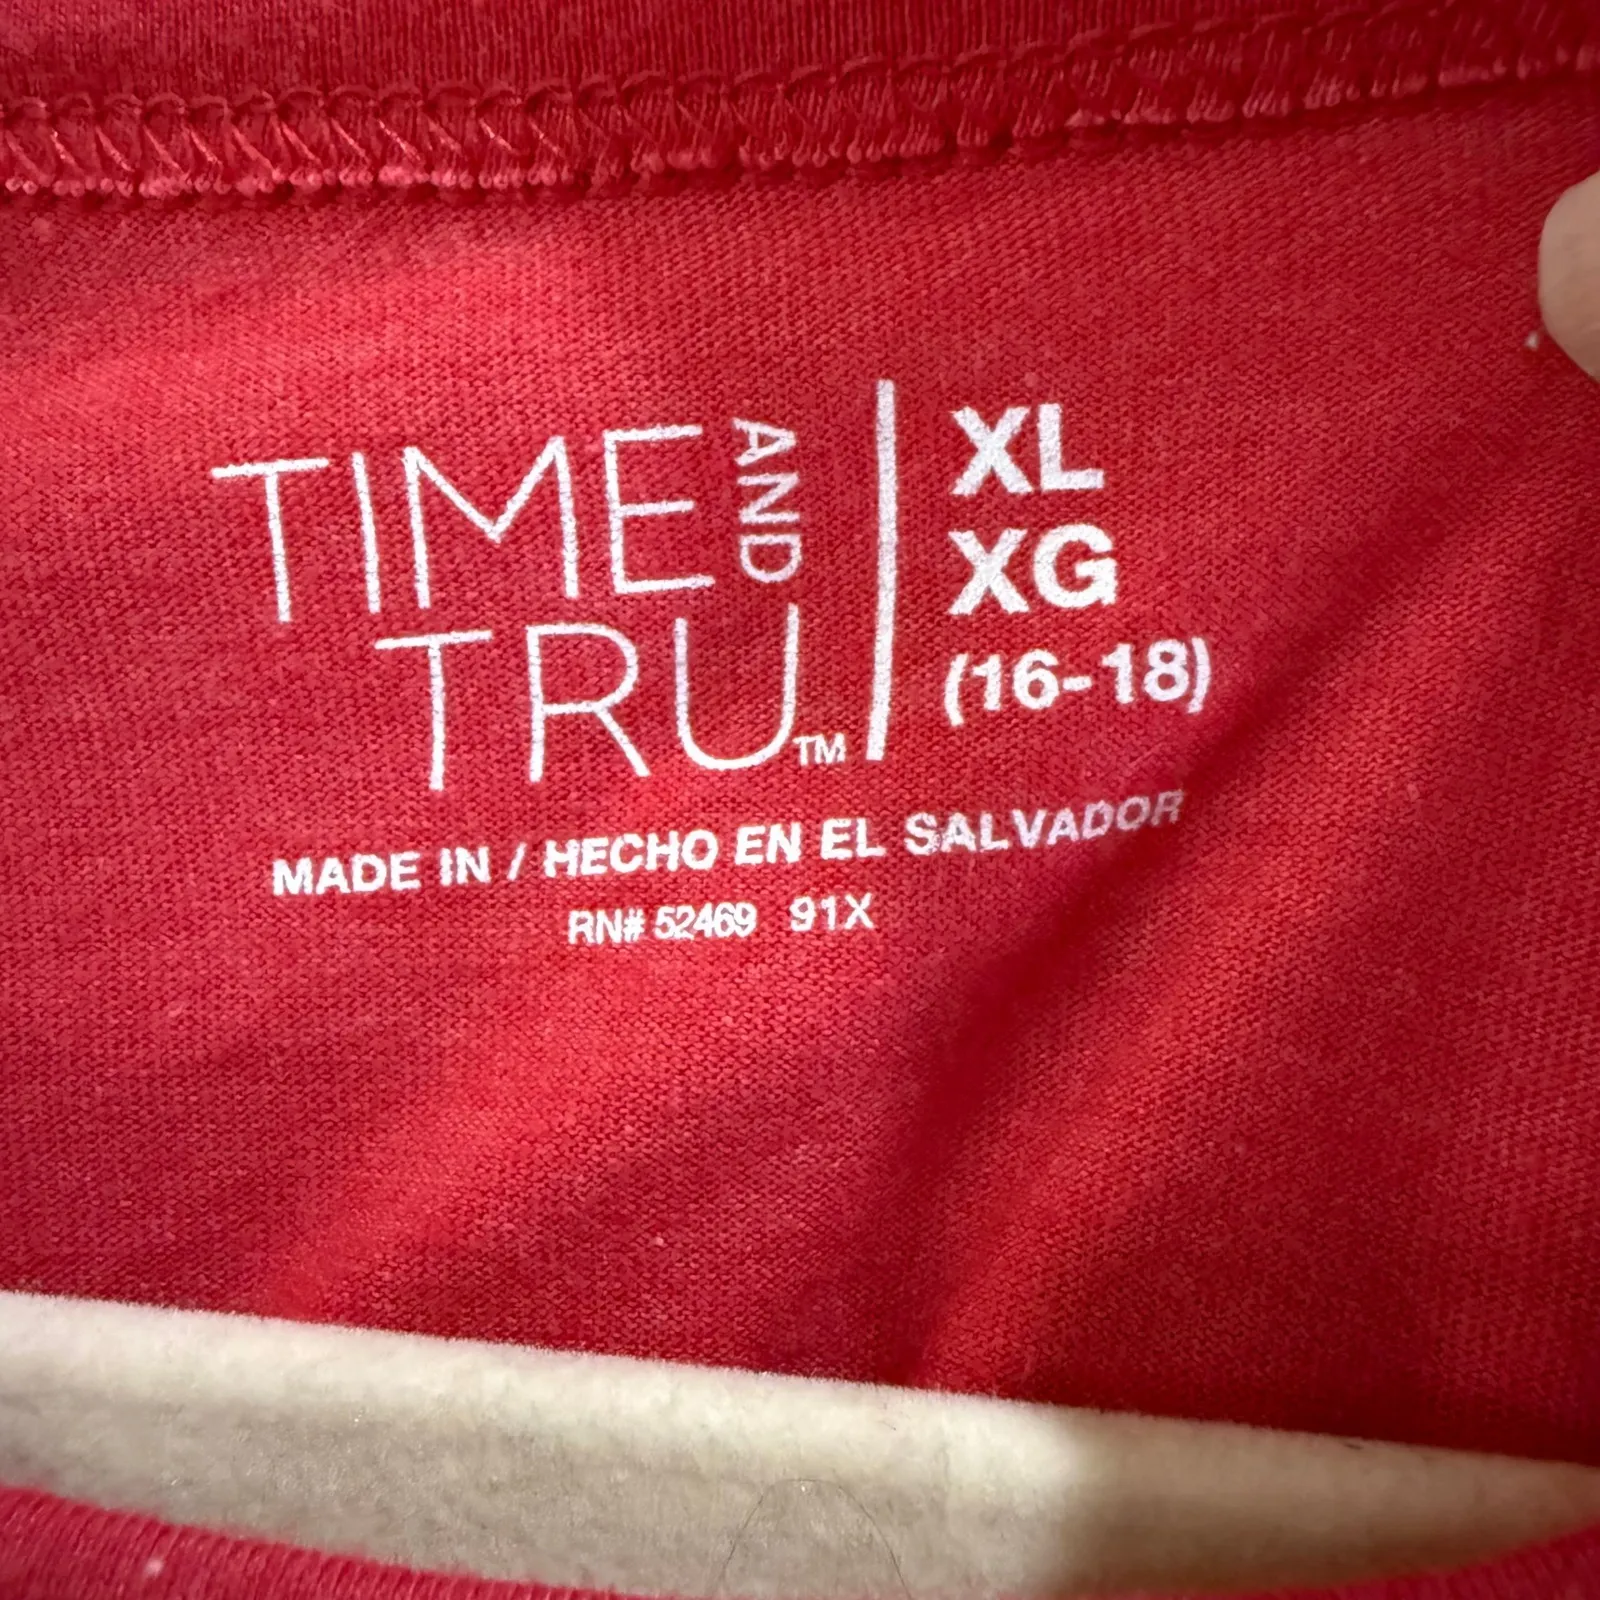 TIME AND
TRU™
XL
XG
(16-18)
MADE IN / HECHO EN EL SALVADOR
RN# 52469 91X